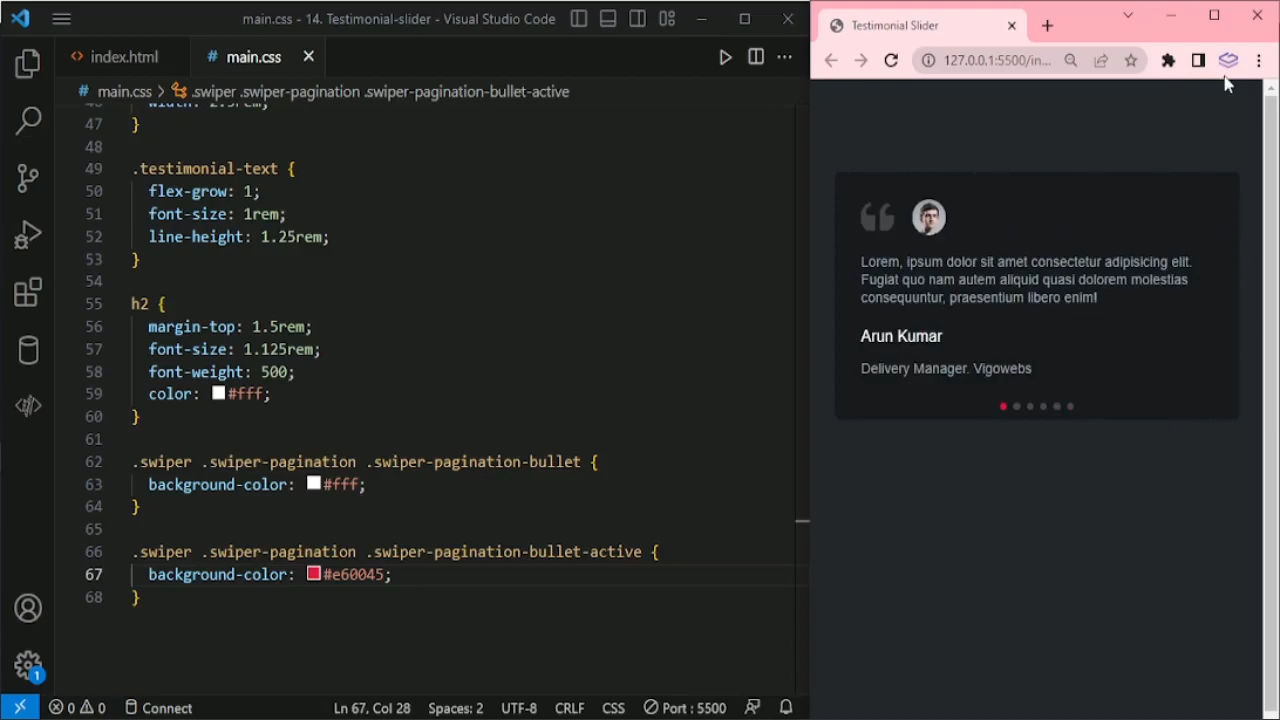 main.css - 14. Testimonial-slider - Visual Studio Code
index.html
main.css
main.css > .swiper .swiper-pagination .swiper-pagination-bullet-active
46 width: 2.5rem;
47 }
48
49 .testimonial-text {
50 flex-grow: 1;
51 font-size: 1rem;
52 line-height: 1.25rem;
53 }
54
55 h2 {
56 margin-top: 1.5rem;
57 font-size: 1.125rem;
58 font-weight: 500;
59 color: #fff;
60 }
61
62 .swiper .swiper-pagination .swiper-pagination-bullet {
63 background-color: #fff;
64 }
65
66 .swiper .swiper-pagination .swiper-pagination-bullet-active {
67 background-color: #e60045;
68 }
1
0 0 Connect
Ln 67, Col 28 Spaces: 2 UTF-8 CRLF CSS Port : 5500
Testimonial Slider
127.0.0.1:5500/in...
Lorem, ipsum dolor sit amet consectetur adipisicing elit.
Fugiat quo nam autem aliquid quasi dolorem molestias
consequuntur, praesentium libero enim!
Arun Kumar
Delivery Manager. Vigowebs